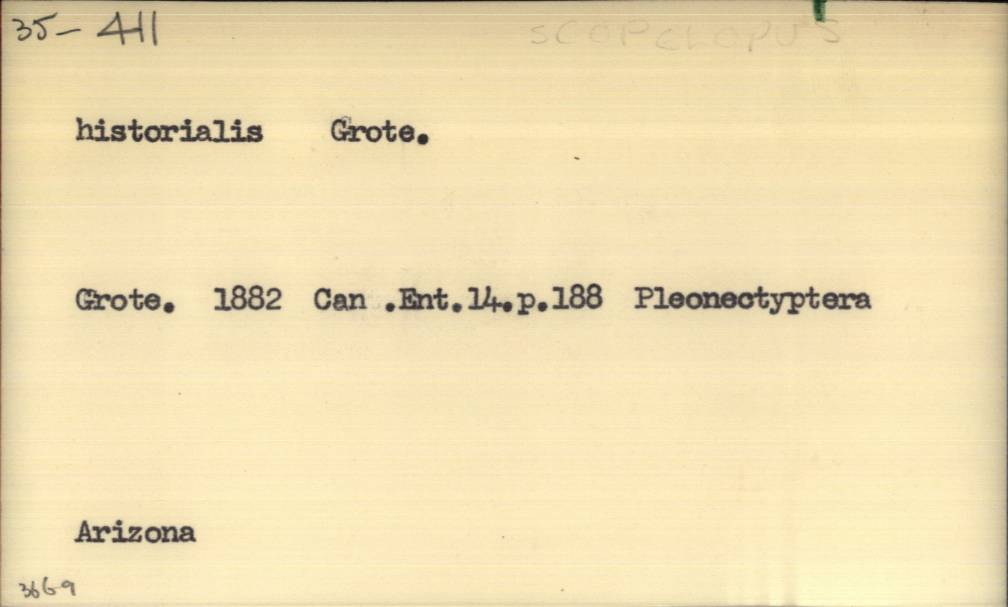 35-411
SCOPELOPUS
historialis Grote.
Grote. 1882 Can .Ent.14.p.188 Pleonectyptera
Arizona
3669